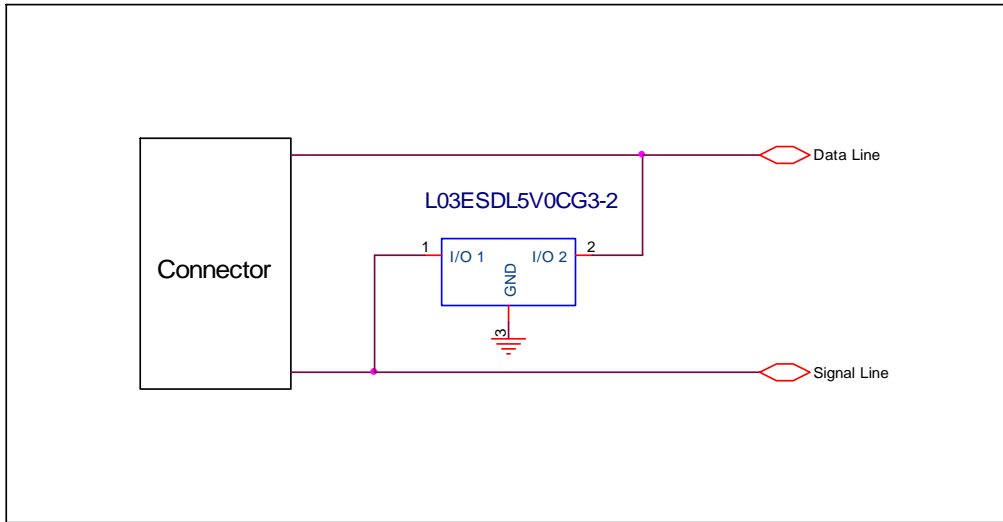 Data Line
L03ESDL5V0CG3-2
1
2
I/O 1
I/O 2
Connector
GND
3
Signal Line